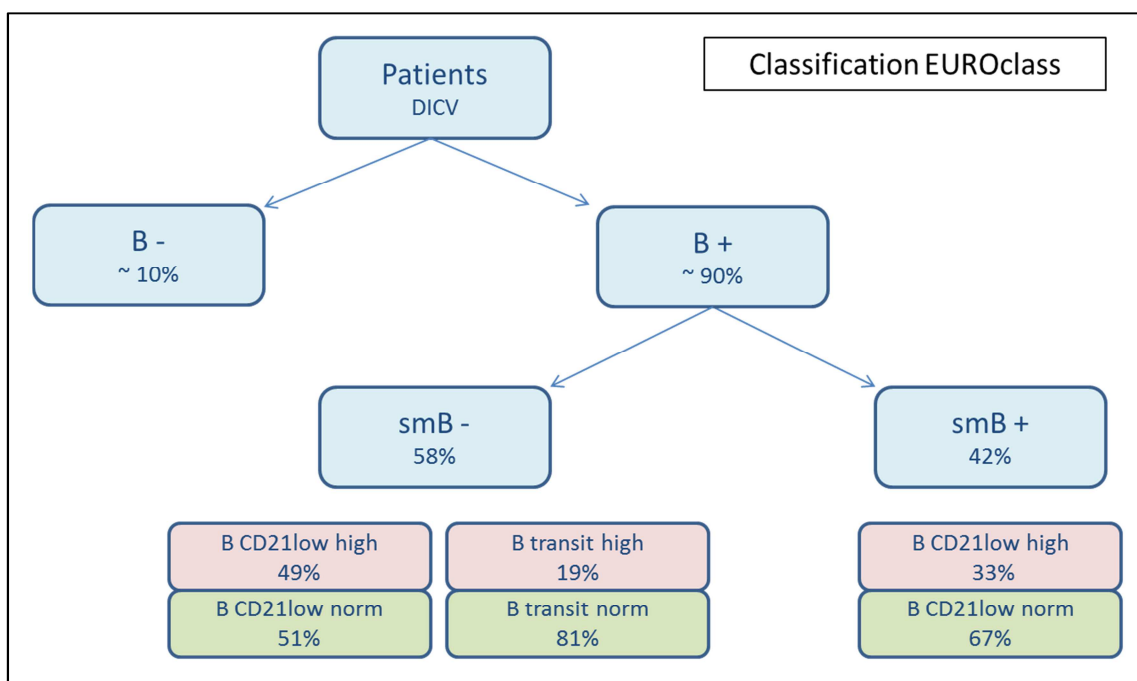 Classification EUROclass
Patients
DICV
B -
~ 10%
B +
~ 90%
smB -
58%
smB +
42%
B CD21low high
49%
B CD21low norm
51%
B transit high
19%
B transit norm
81%
B CD21low high
33%
B CD21low norm
67%